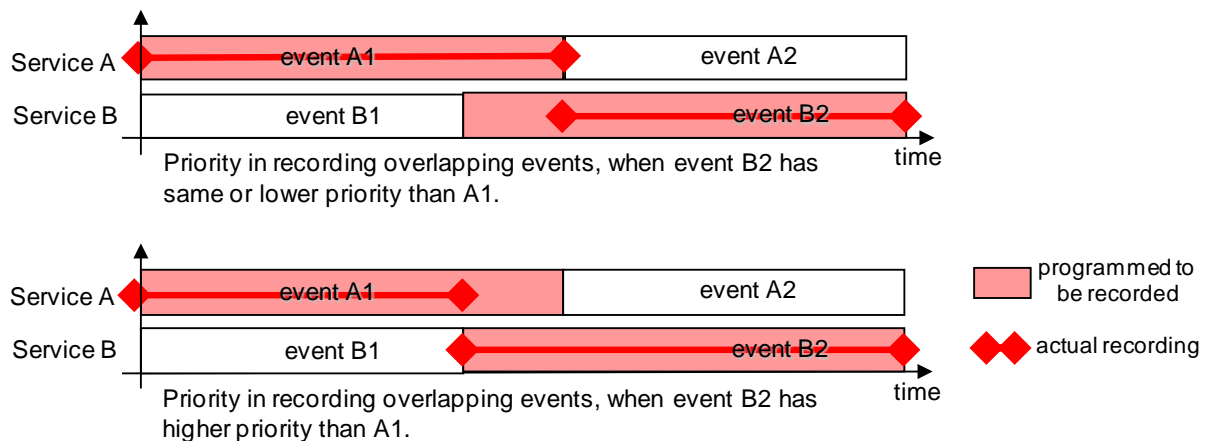 Service A
event A1
event A2
Service B
event B1
event B2
time
Priority in recording overlapping events, when event B2 has
same or lower priority than A1.
Service A
event A1
event A2
Service B
event B1
event B2
time
Priority in recording overlapping events, when event B2 has
higher priority than A1.
programmed to
be recorded
actual recording